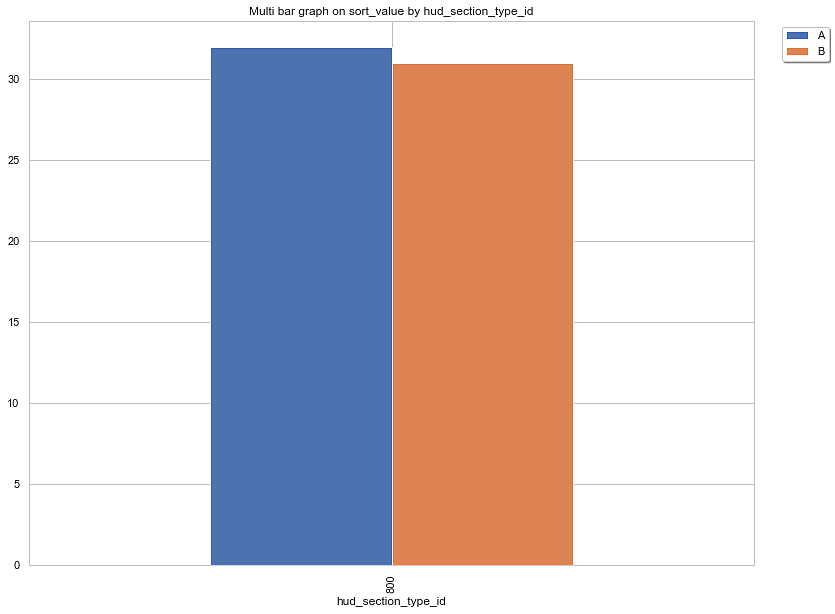 Multi bar graph on sort_value by hud_section_type_id
A
B
30
25
20
15
10
5
0
800
hud_section_type_id